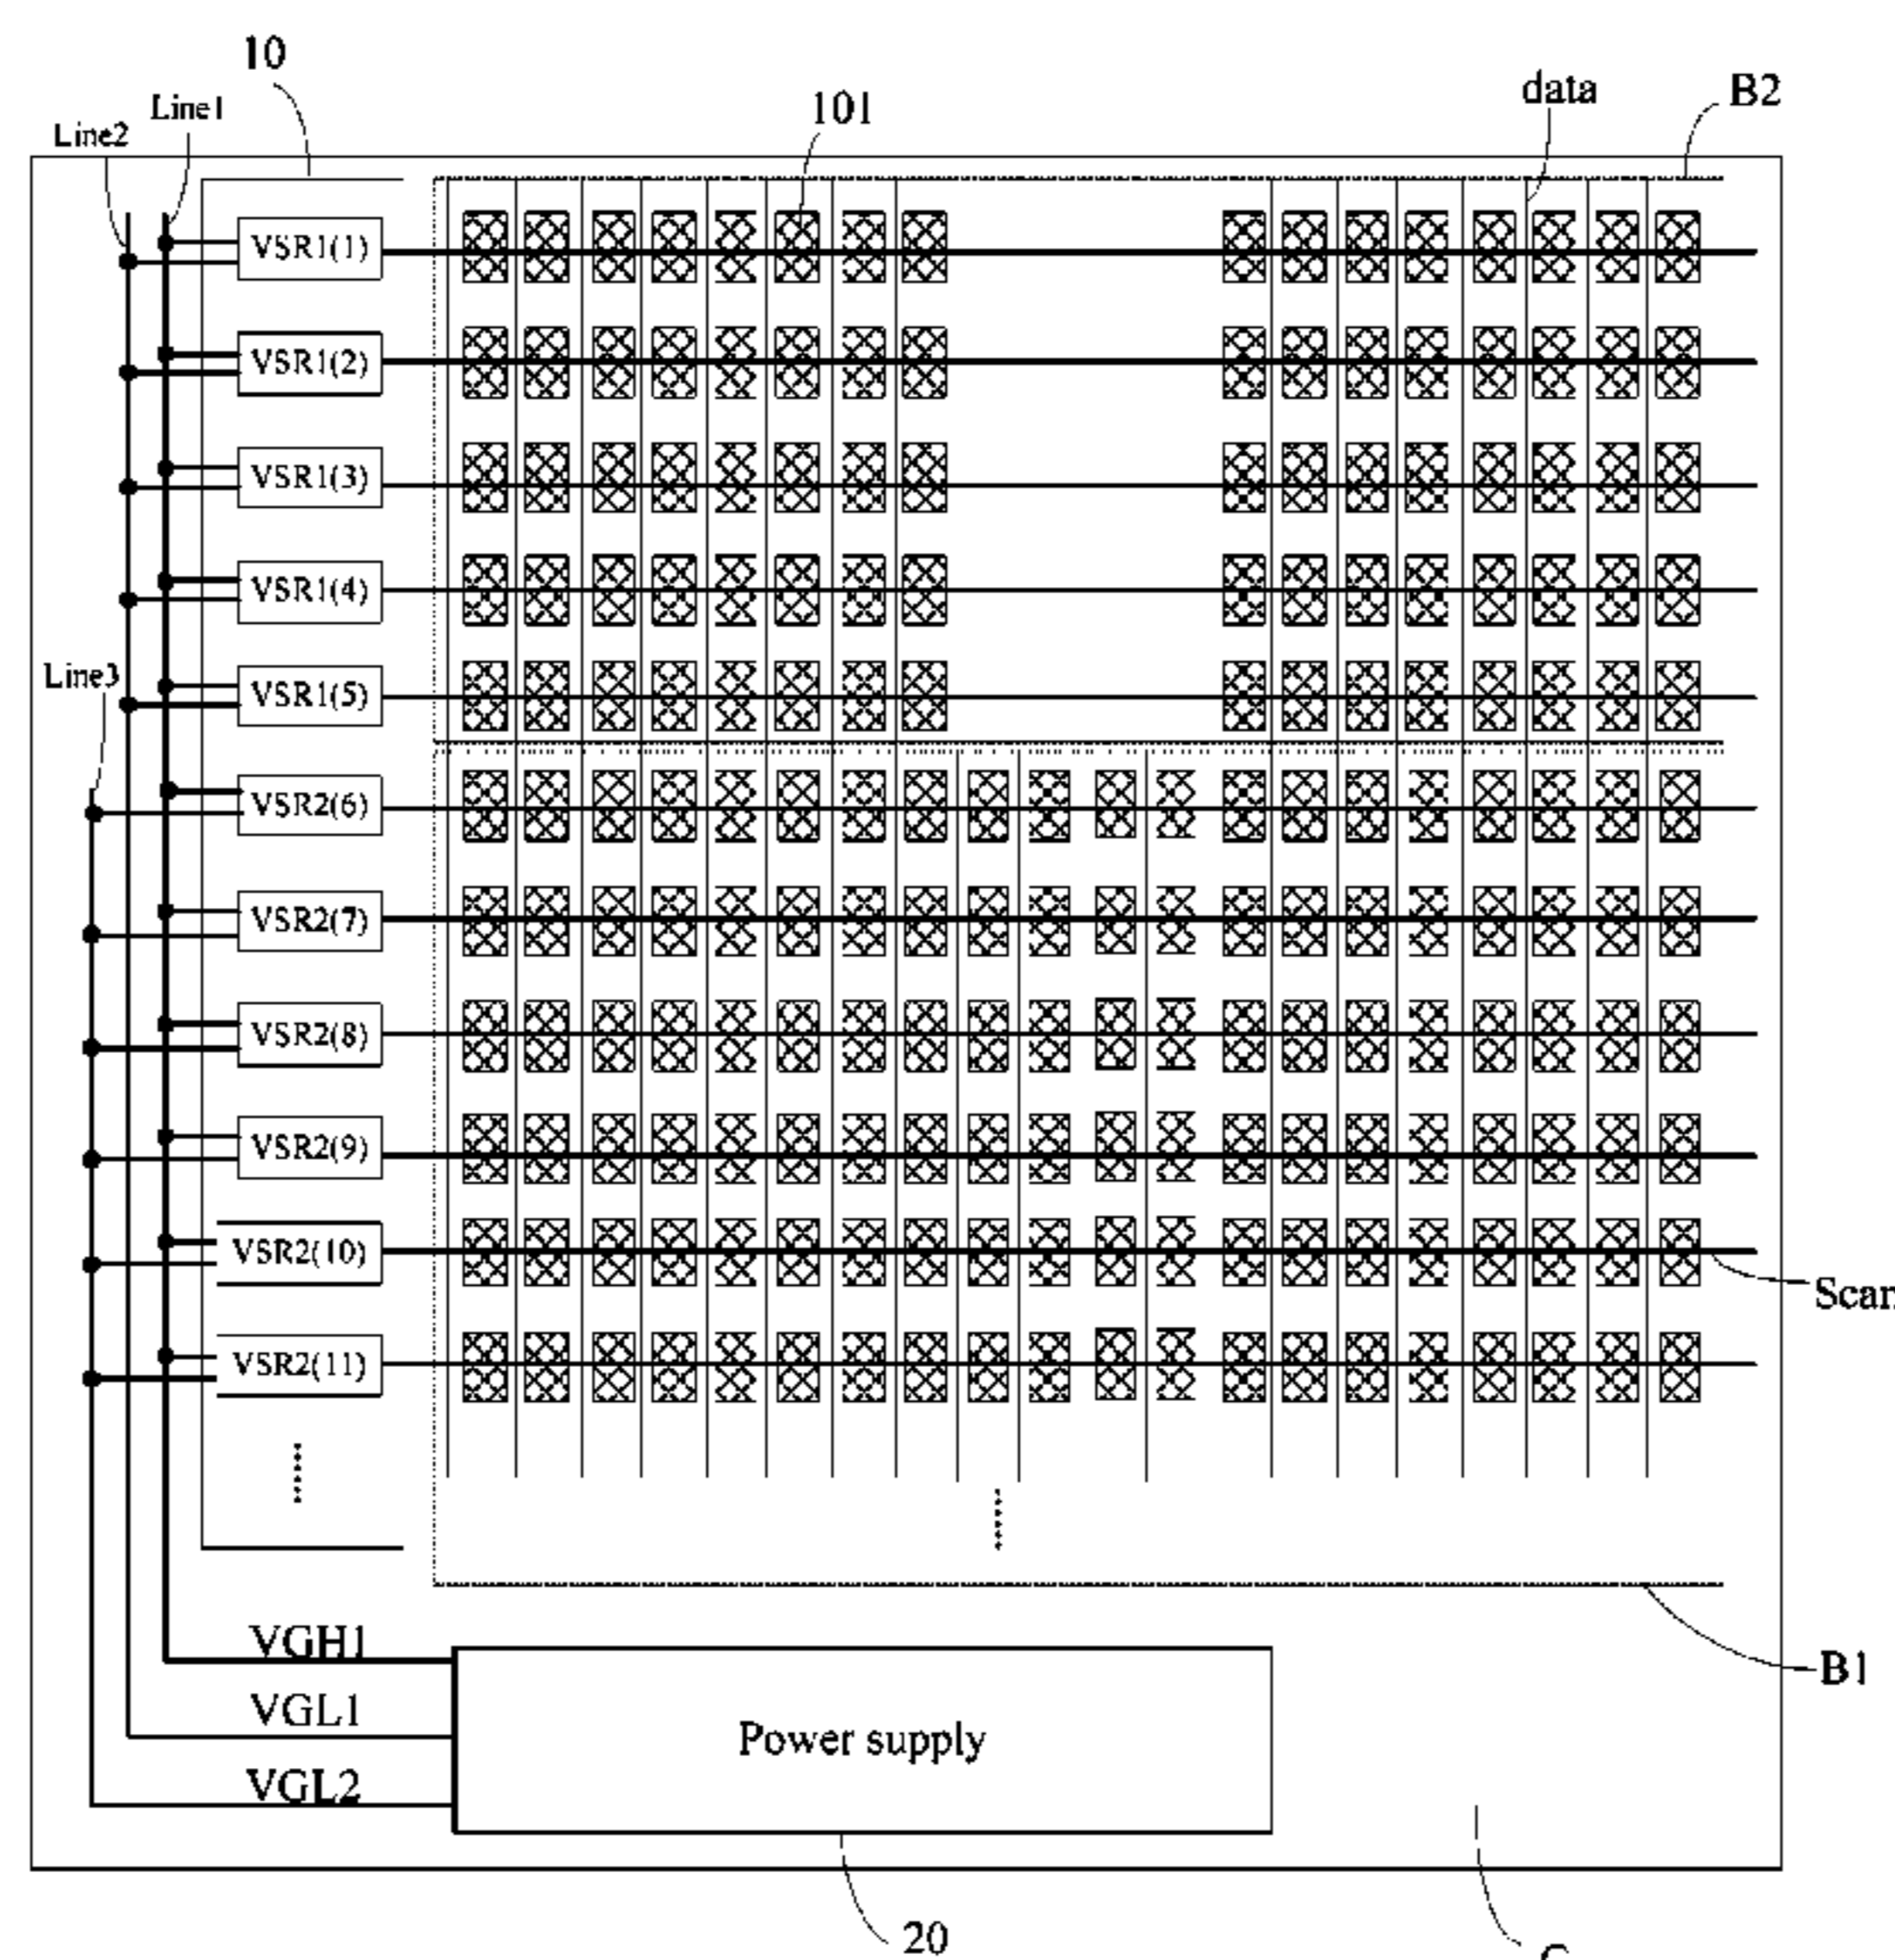 10
Line1
Line2
101
data
B2
VSR1(1)
VSR1(2)
VSR1(3)
VSR1(4)
Line3
VSR1(5)
VSR2(6)
VSR2(7)
VSR2(8)
VSR2(9)
VSR2(10)
Scan
VSR2(11)
VGH1
B1
VGL1
Power supply
VGL2
20